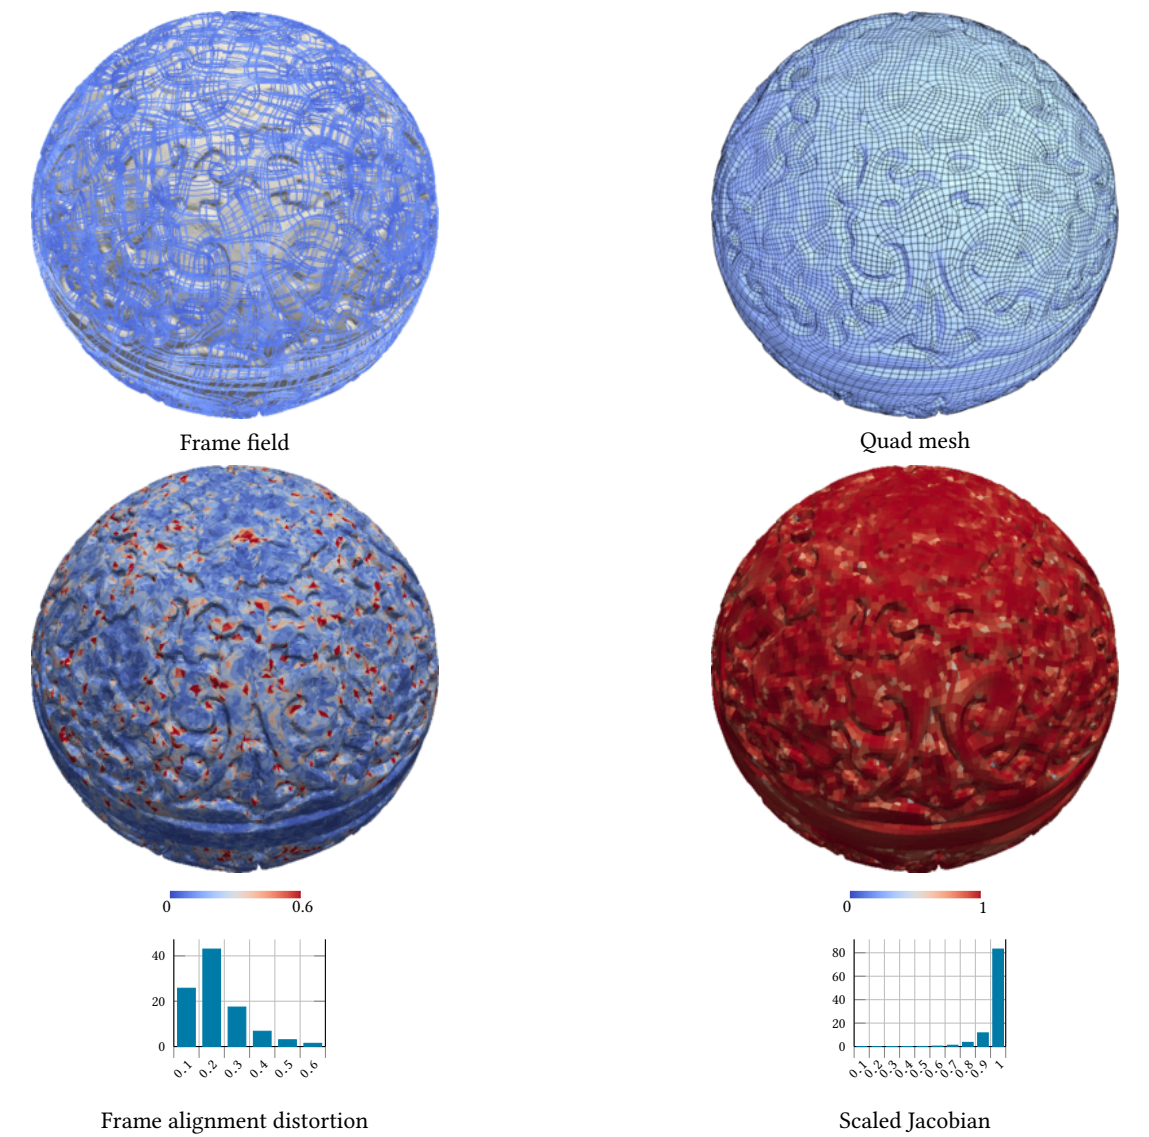 Frame field
Quad mesh
0 0.6
0 1
40
20
0
0.1 0.2 0.3 0.4 0.5 0.6
80
60
40
20
0
0.1 0.2 0.3 0.4 0.5 0.6 0.7 0.8 0.9 1
Frame alignment distortion
Scaled Jacobian